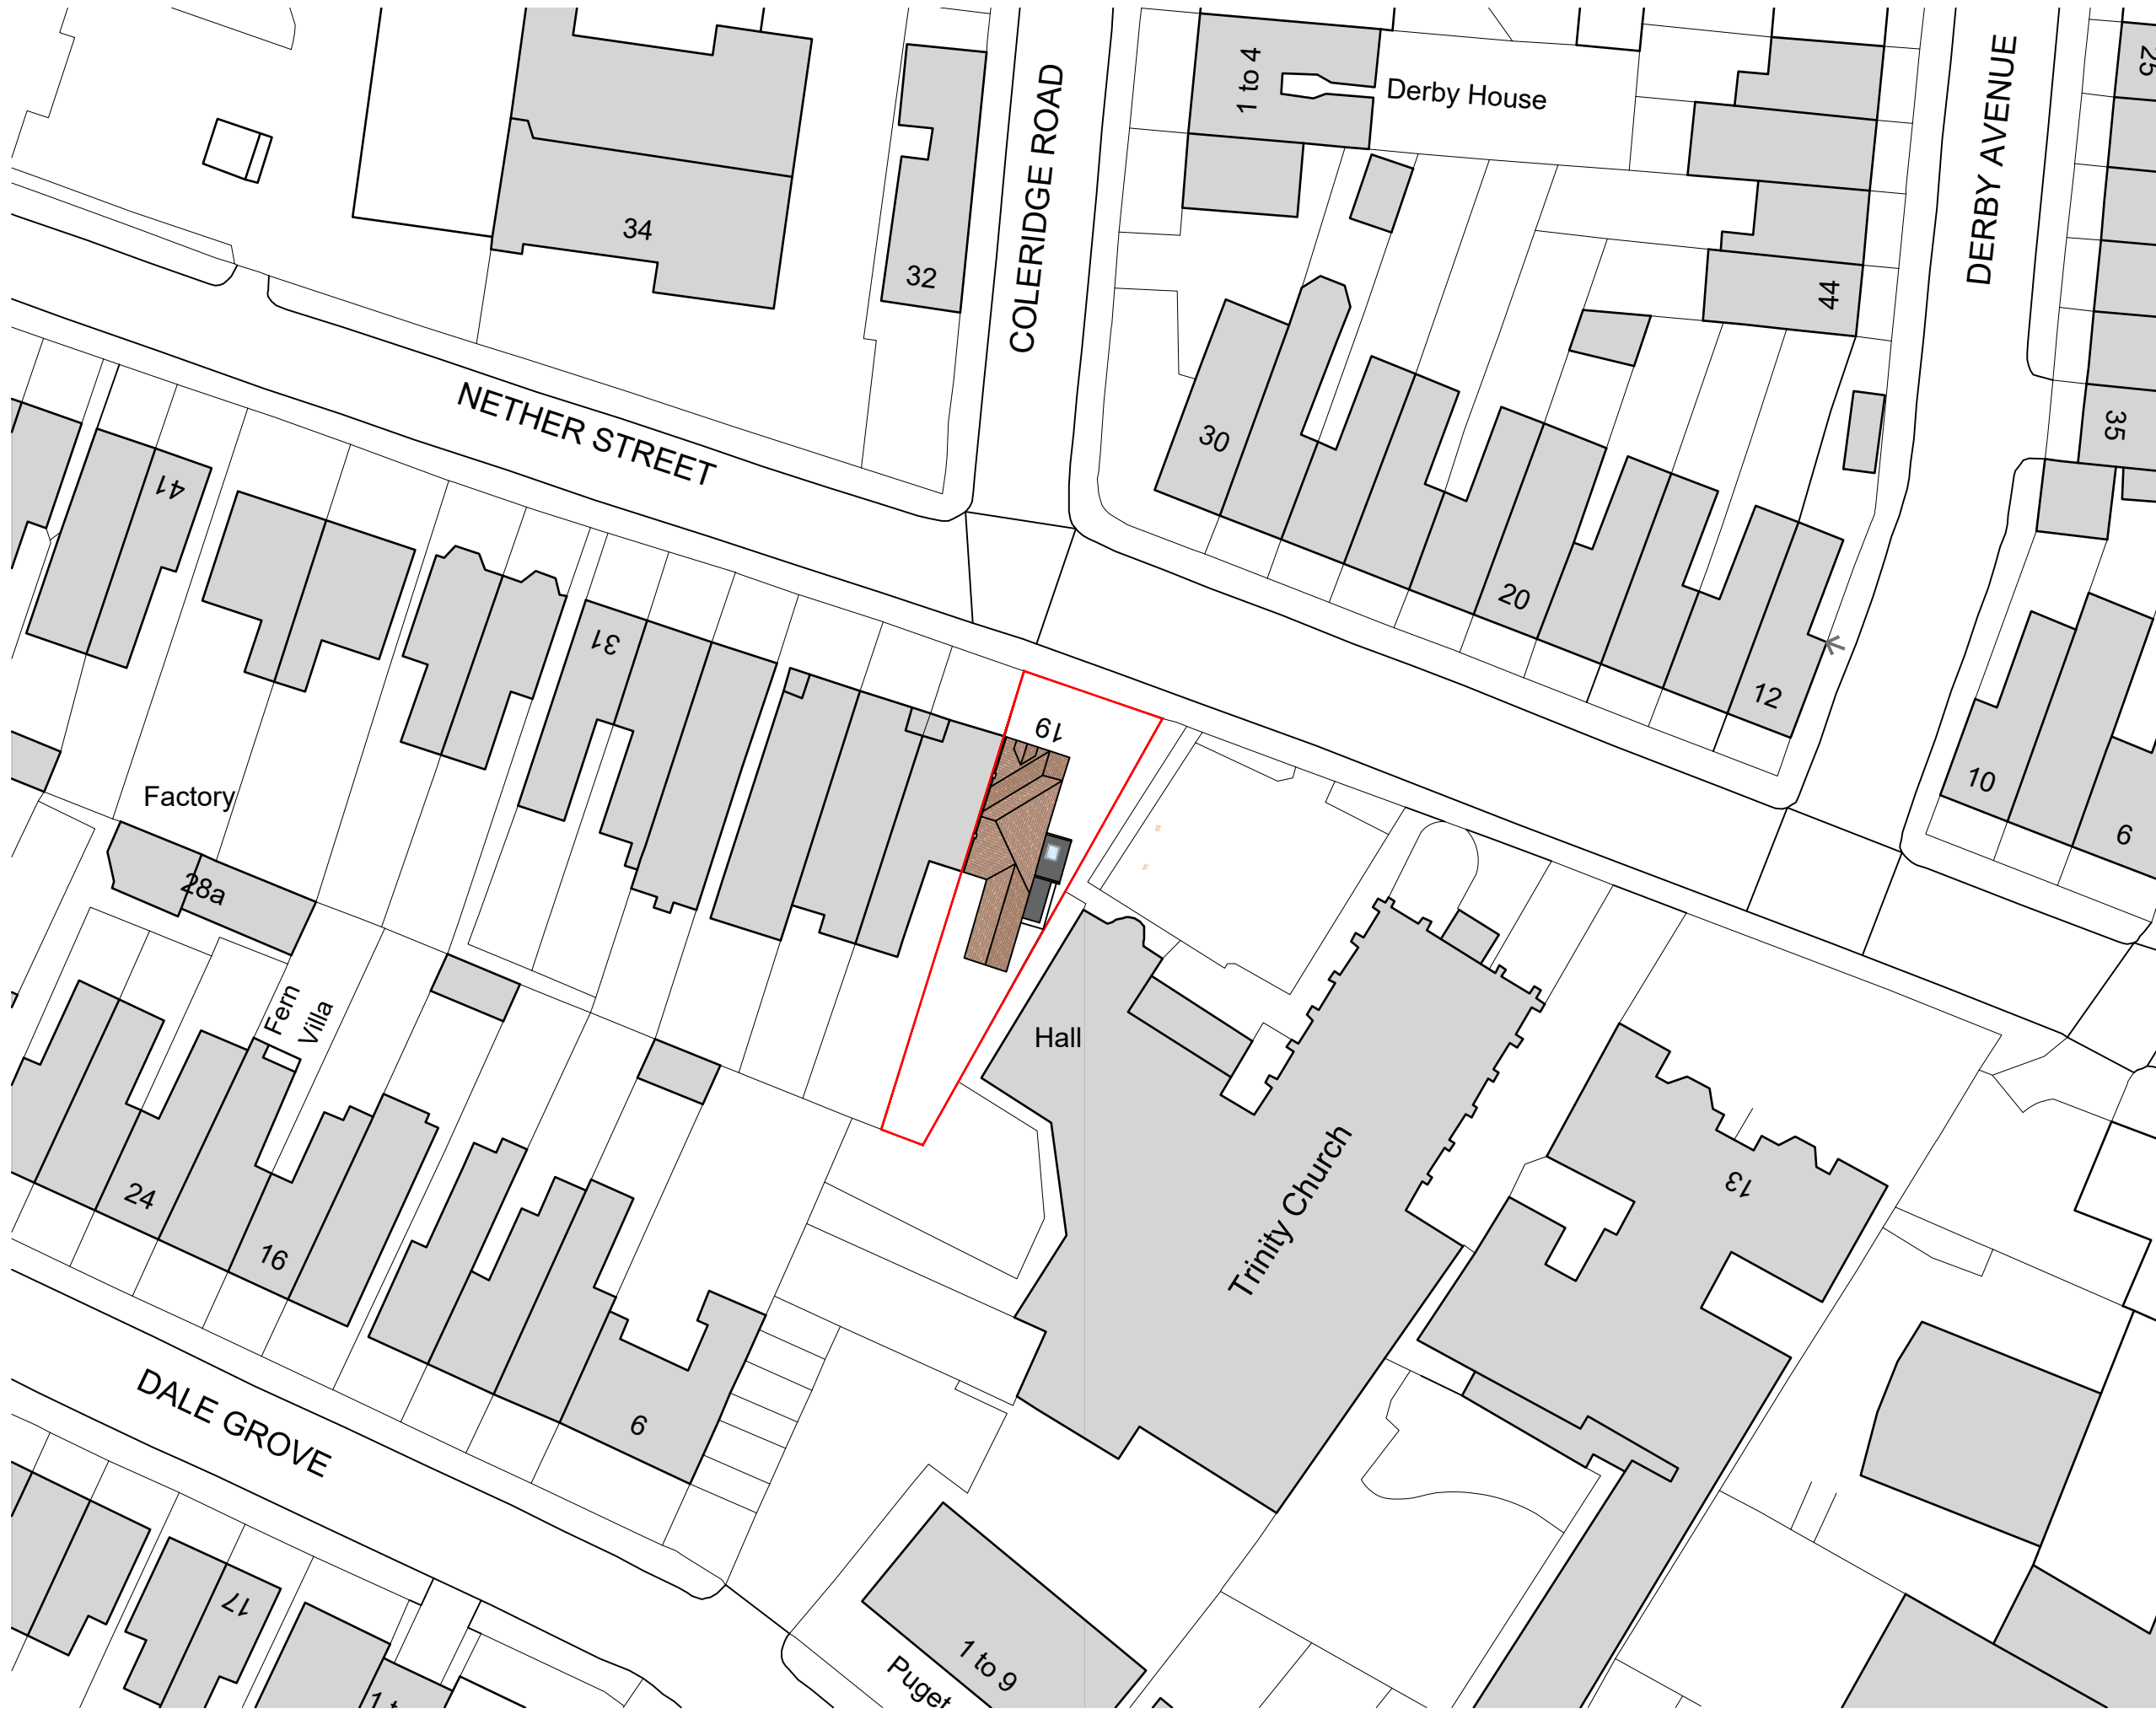 1 to 4
Derby House
25
DERBY AVENUE
COLERIDGE ROAD
34
32
44
NETHER STREET
30
35
41
20
31
12
19
10
6
Factory
28a
Fern
Villa
Hall
Trinity Church
13
24
16
6
DALE GROVE
17
1 to 9
Puget